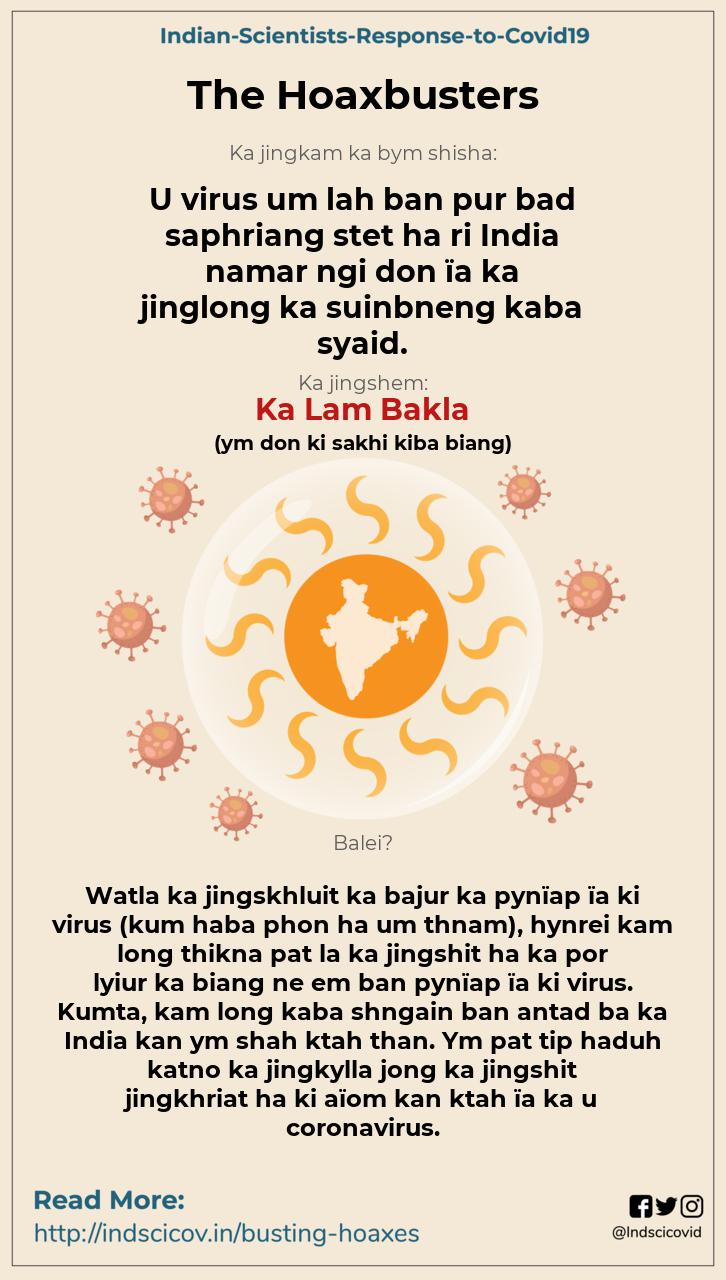 Indian-Scientists-Response-to-Covid19
The Hoaxbusters
Ka jingkam ka bym shisha:
U virus um lah ban pur bad
saphriang stet ha ri India
namar ngi don ïa ka
jinglong ka suinbneng kaba
syaid.
Ka jingshem:
Ka Lam Bakla
(ym don ki sakhi kiba biang)
Balei?
Watla ka jingskhluit ka bajur ka pynïap ïa ki
virus (kum haba phon ha um thnam), hynrei kam
long thikna pat la ka jingshit ha ka por
lyiur ka biang ne em ban pynïap ïa ki virus.
Kumta, kam long kaba shngain ban antad ba ka
India kan ym shah ktah than. Ym pat tip haduh
katno ka jingkylla jong ka jingshit
jingkhriat ha ki aïom kan ktah ïa ka u
coronavirus.
Read More:
http://indscicov.in/busting-hoaxes
@Indscicovid